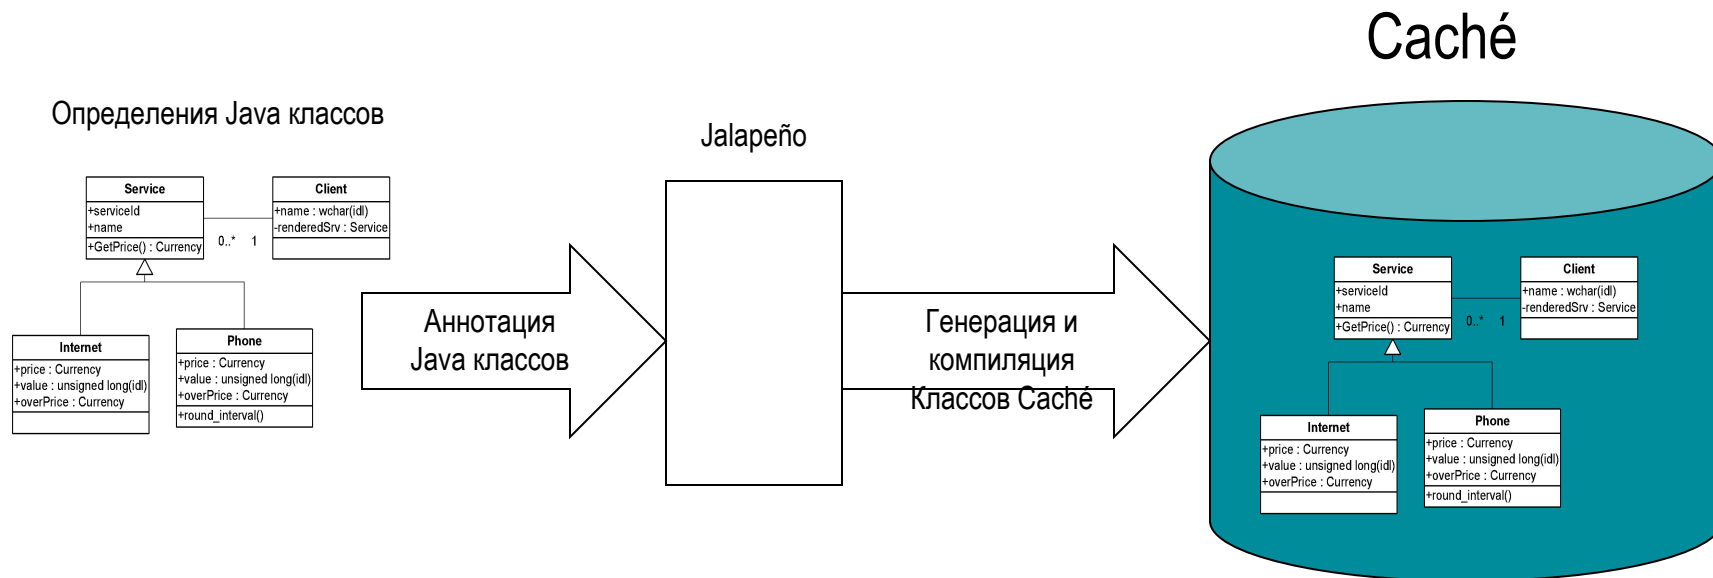 Caché
Определения Java классов
Jalapeño
Service
+serviceId
+name
+GetPrice() : Currency
0..* 1
Client
+name : wchar(idl)
-renderedSrv : Service
Internet
+price : Currency
+value : unsigned long(idl)
+overPrice : Currency
Phone
+price : Currency
+value : unsigned long(idl)
+overPrice : Currency
+round_interval()
Аннотация
Java классов
Генерация и
компиляция
Классов Caché
Service
+serviceId
+name
+GetPrice() : Currency
0..* 1
Client
+name : wchar(idl)
-renderedSrv : Service
Internet
+price : Currency
+value : unsigned long(idl)
+overPrice : Currency
Phone
+price : Currency
+value : unsigned long(idl)
+overPrice : Currency
+round_interval()